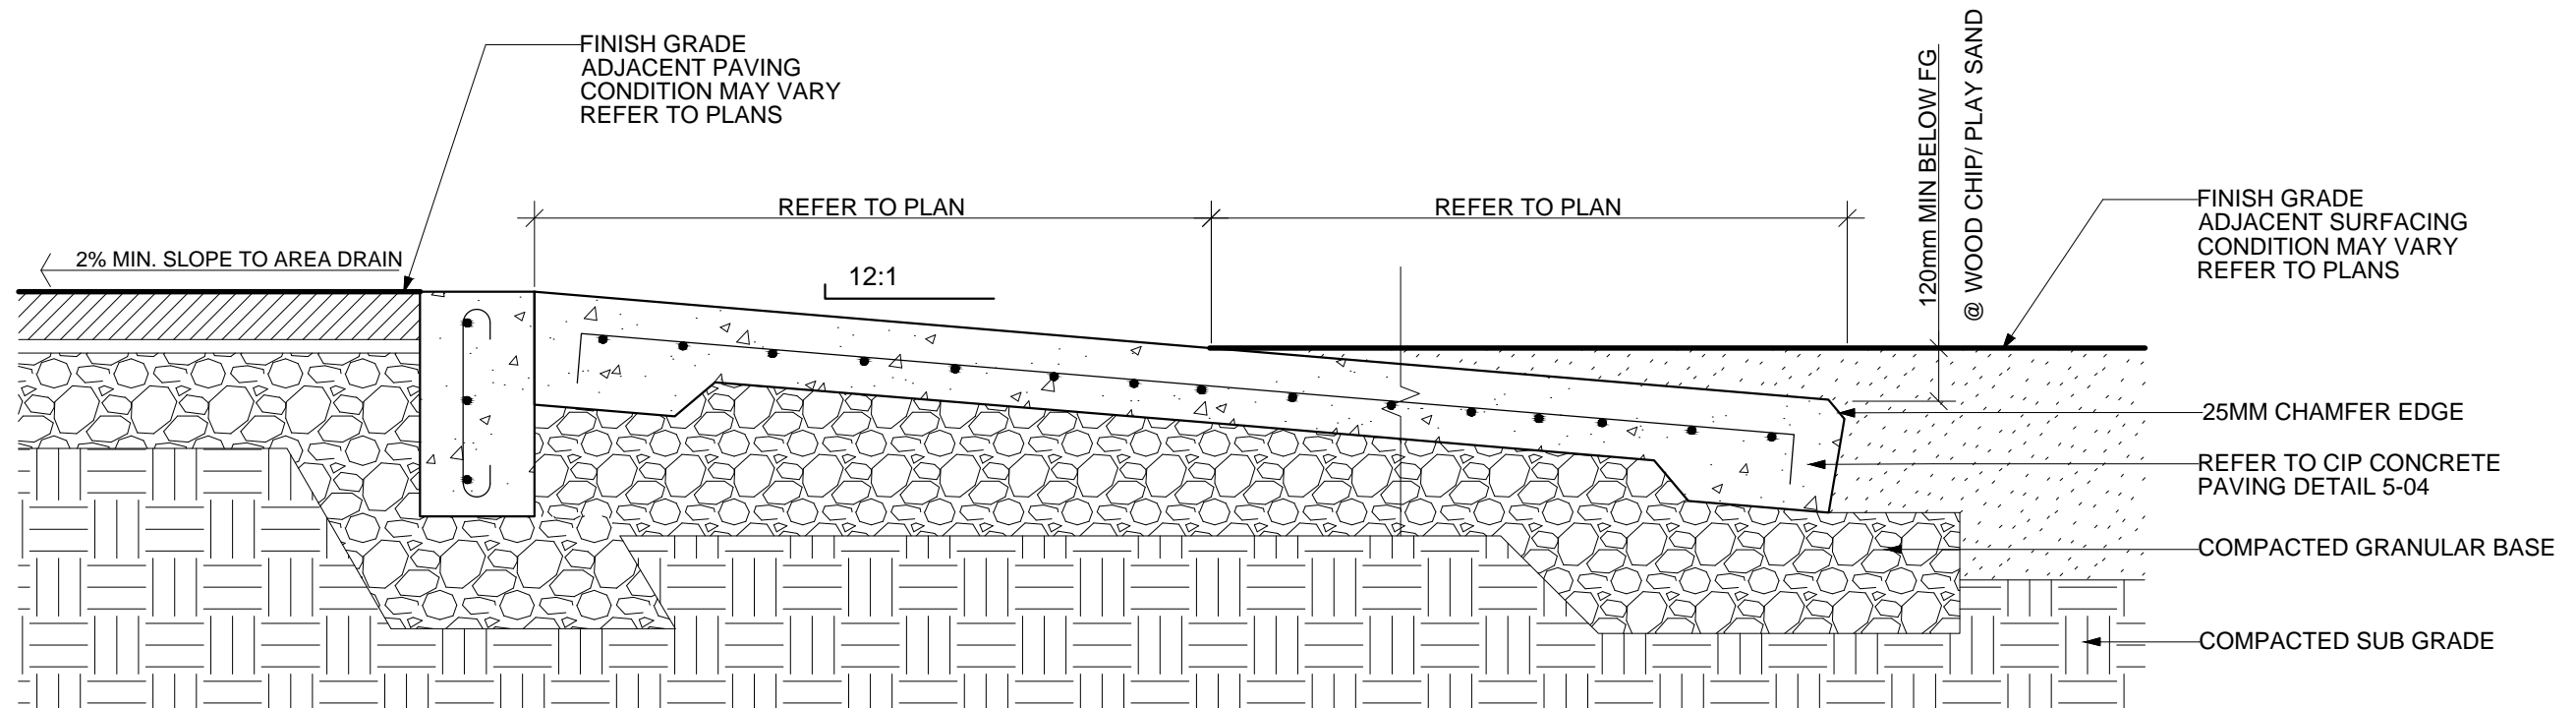 FINISH GRADE
ADJACENT PAVING
CONDITION MAY VARY
REFER TO PLANS
120mm MIN BELOW FG
@ WOOD CHIP/ PLAY SAND
REFER TO PLAN
REFER TO PLAN
FINISH GRADE
ADJACENT SURFACING
CONDITION MAY VARY
REFER TO PLANS
2% MIN. SLOPE TO AREA DRAIN
12:1
25MM CHAMFER EDGE
REFER TO CIP CONCRETE
PAVING DETAIL 5-04
COMPACTED GRANULAR BASE
COMPACTED SUB GRADE